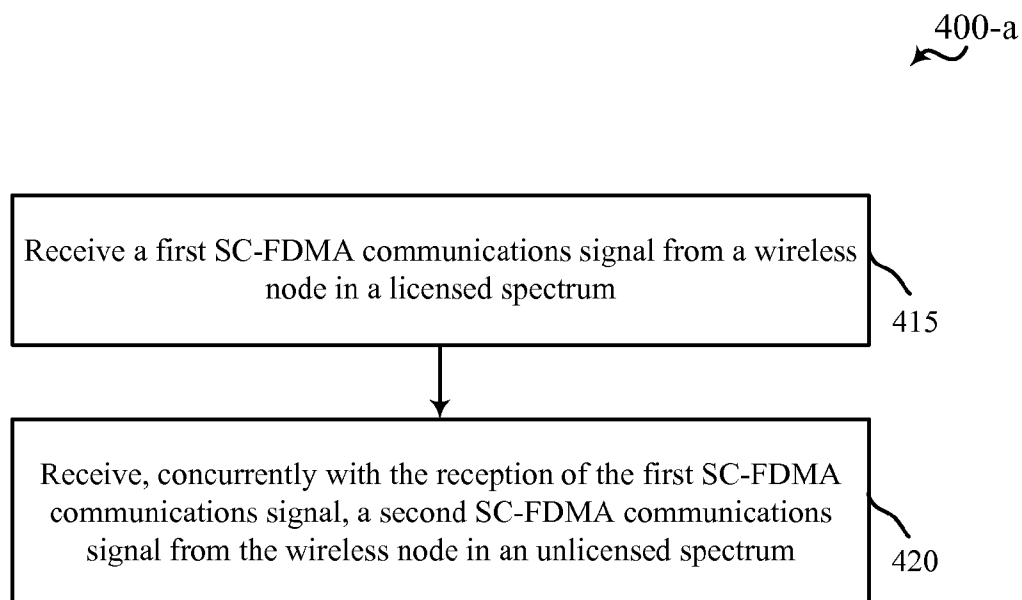 400-a
Receive a first SC-FDMA communications signal from a wireless
node in a licensed spectrum
415
Receive, concurrently with the reception of the first SC-FDMA
communications signal, a second SC-FDMA communications
signal from the wireless node in an unlicensed spectrum
420